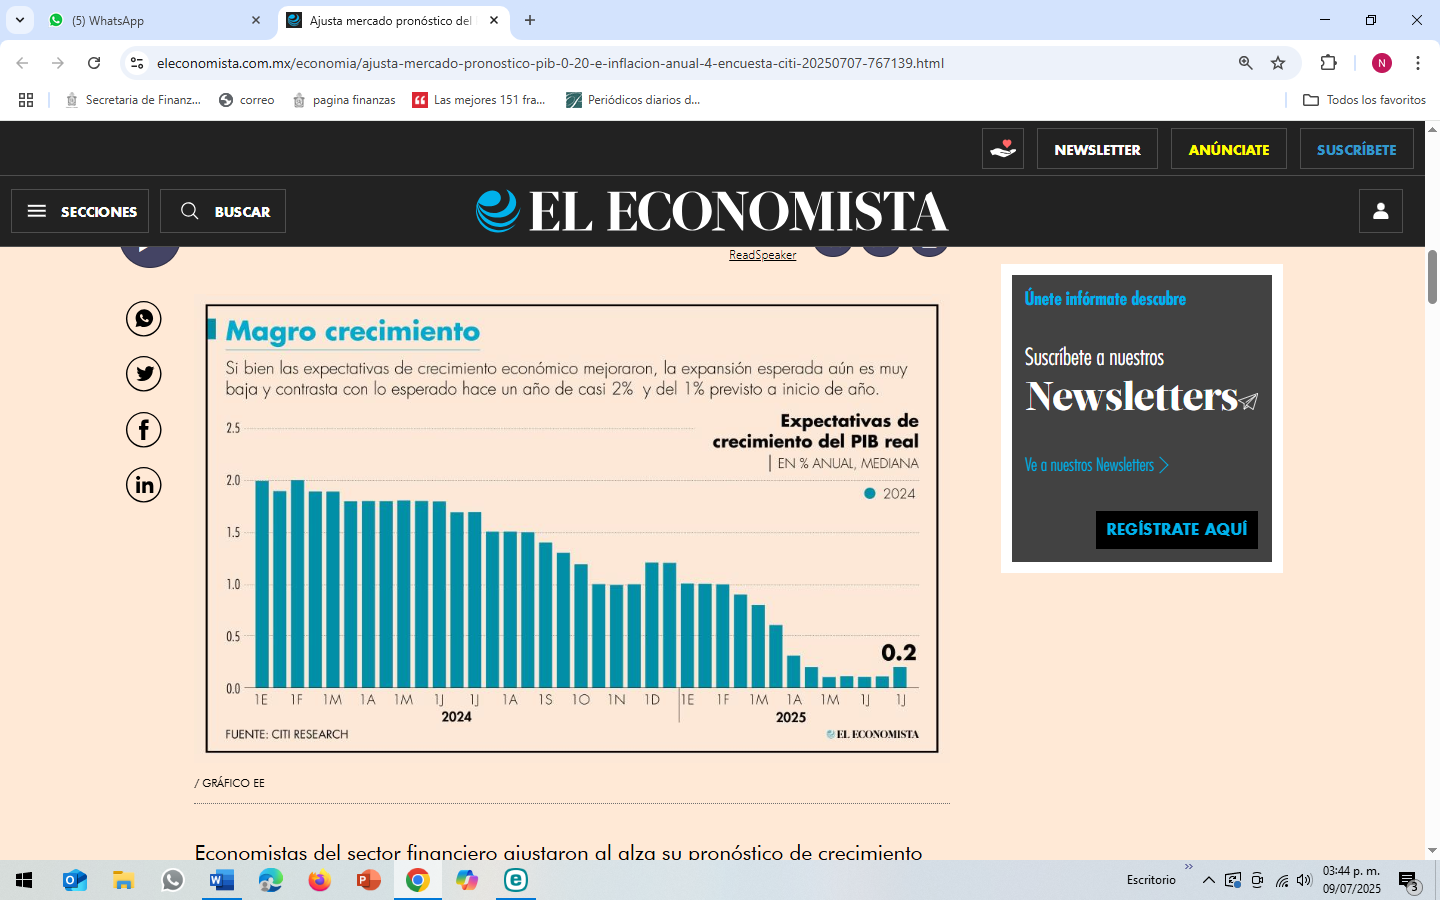 (5) WhatsApp
Ajusta mercado pronóstico del
eleconomista.com.mx/economia/ajusta-mercado-pronostico-pib-0-20-e-inflacion-anual-4-encuesta-citi-20250707-767139.html
N
Secretaria de Finanz...
correo
pagina finanzas
Las mejores 151 fra...
Periódicos diarios d...
Todos los favoritos
NEWSLETTER
ANÚNCIATE
SUSCRÍBETE
SECCIONES
BUSCAR
EL ECONOMISTA
ReadSpeaker
Magro crecimiento
Si bien las expectativas de crecimiento económico mejoraron, la expansión esperada aún es muy
baja y contrasta con lo esperado hace un año de casi 2% y del 1% previsto a inicio de año.
Expectativas de
crecimiento del PIB real
EN % ANUAL, MEDIANA
2024
2.5
2.0
1.5
1.0
0.5
0.0
0.2
1E 1F 1M 1A 1M 1J 1J 1A 1S 1O 1N 1D 1E 1F 1M 1A 1M 1J 1J
2024 2025
FUENTE: CITI RESEARCH
EL ECONOMISTA
/ GRÁFICO EE
Economistas del sector financiero ajustaron al alza su pronóstico de crecimiento
Únete infórmate descubre
Suscríbete a nuestros
Newsletters
Ve a nuestros Newsletters
REGÍSTRATE AQUÍ
Escritorio
03:44 p. m.
09/07/2025
3